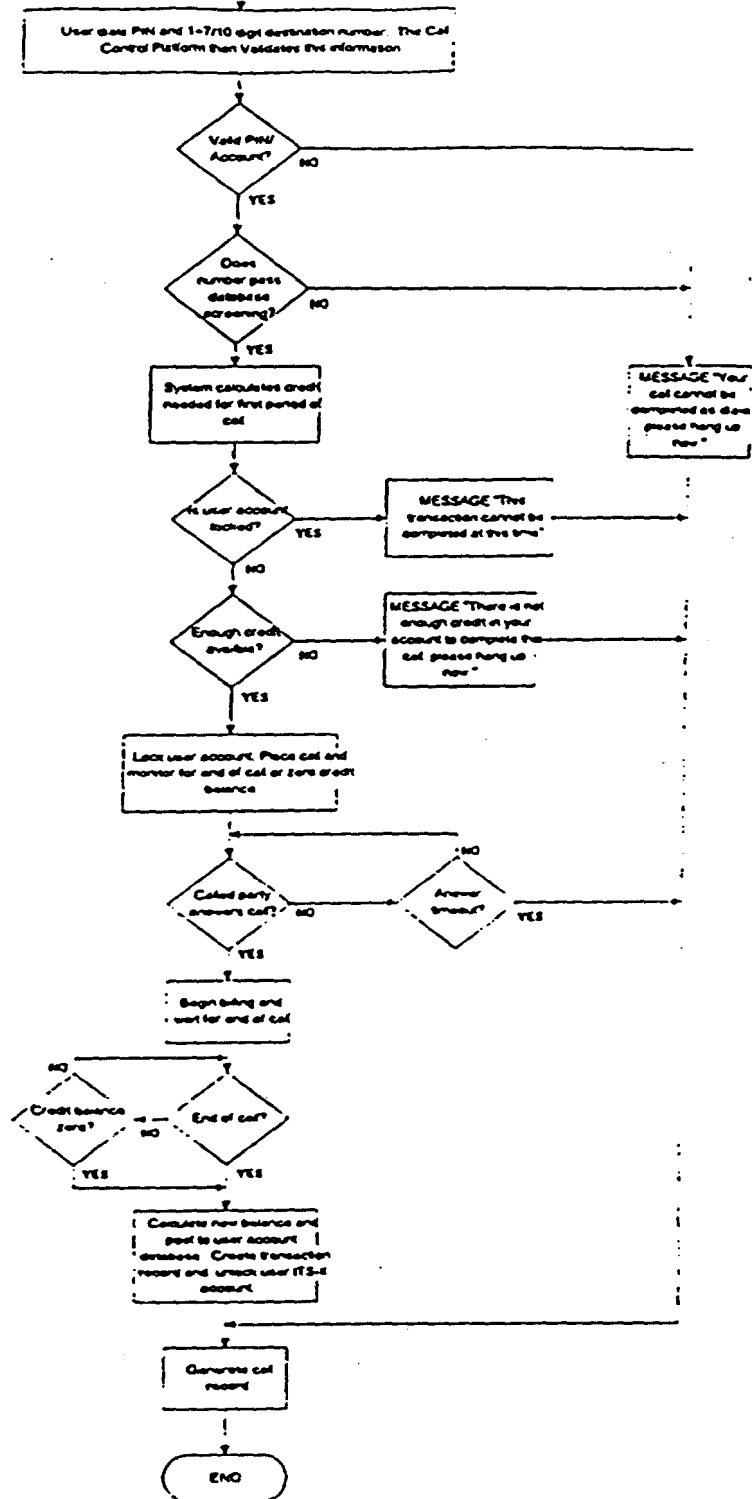 User dials PIN and 1+7/10 digit destination number. The Call
Control Platform then Validates this information
Valid PIN/
Account?
NO
YES
Does
number pass
database
screening?
NO
YES
System calculates credit
needed for first period of
call
MESSAGE "Your
call cannot be
completed as dialed
please hang up
now."
Is user account
locked?
YES
MESSAGE "This
transaction cannot be
completed at this time"
NO
Enough credit
availble?
NO
MESSAGE "There is not
enough credit in your
account to complete this
call please hang up
now."
YES
Lock user account. Place call and
monitor for end of call or zero credit
balance
NO
Called party
answers call?
NO
Answer
timeout?
YES
YES
Begin billing and
wait for end of call
NO
Credit balance
zero?
NO
End of call?
YES
YES
Calculate new balance and
post to user account
database. Create transaction
record and unlock user ITS-II
account
Generate call
record
END